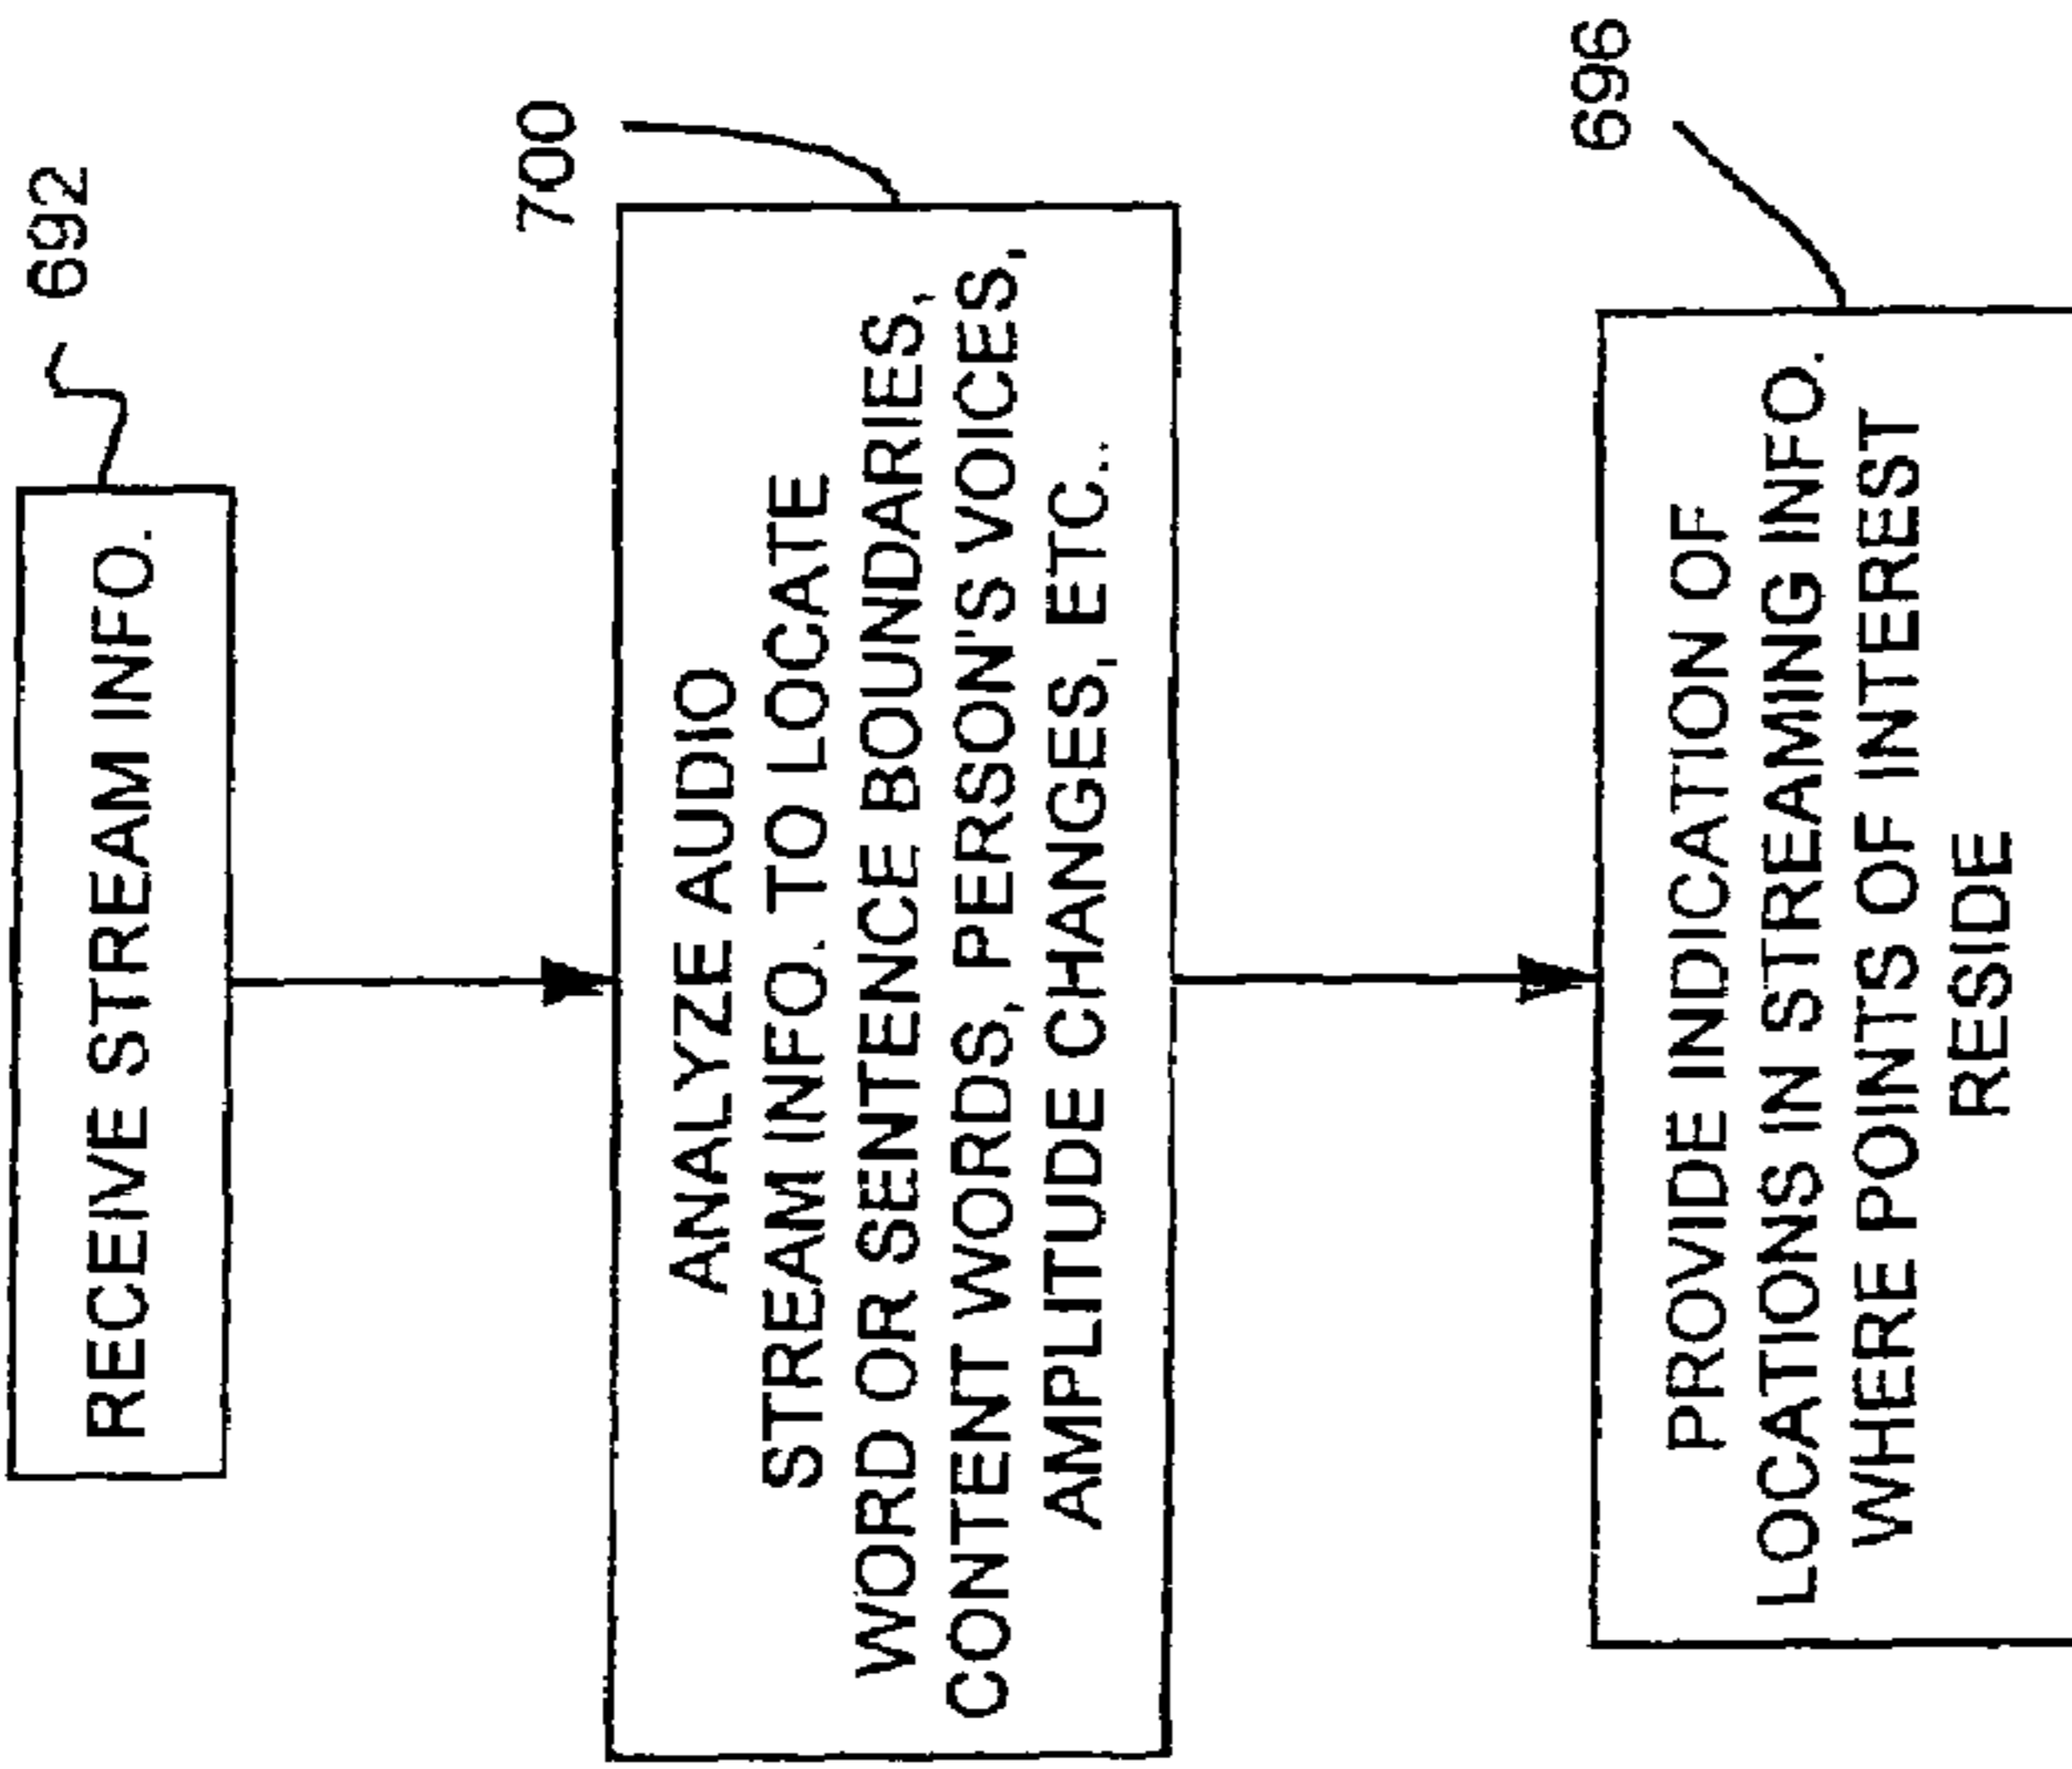 692
RECEIVE STREAM INFO.
700
ANALYZE AUDIO
STREAM INFO. TO LOCATE
WORD OR SENTENCE BOUNDARIES,
CONTENT WORDS, PERSON'S VOICES,
AMPLITUDE CHANGES, ETC..
696
PROVIDE INDICATION OF
LOCATIONS IN STREAMING INFO.
WHERE POINTS OF INTEREST
RESIDE